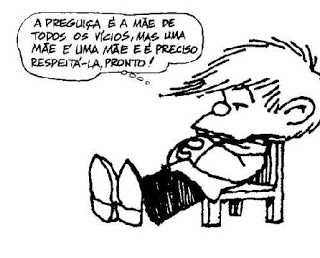 A PREGUIÇA É A MÃE DE
TODOS OS VÍCIOS, MAS UMA
MÃE É UMA MÃE E É PRECISO
RESPEITÁ-LA, PRONTO!